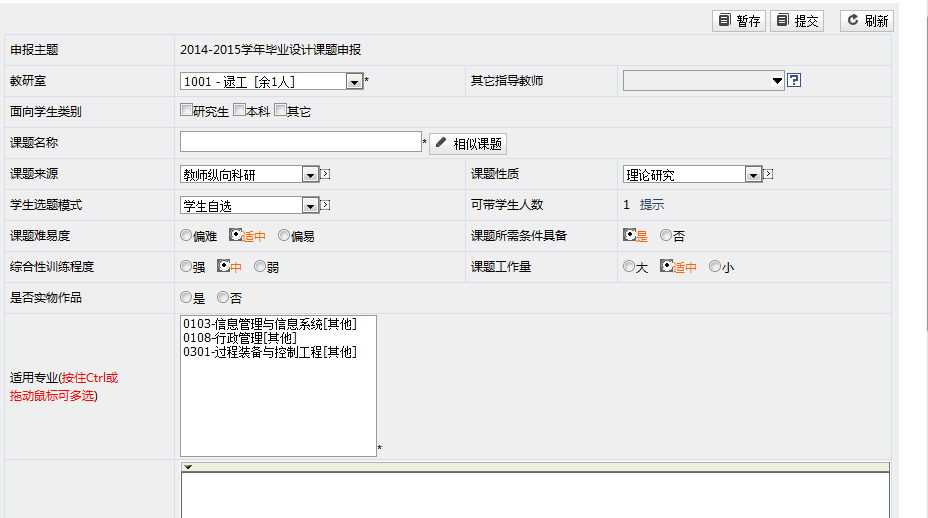 暂存 提交 刷新
申报主题 2014-2015学年毕业设计课题申报
教研室 1001 - 退工 [余1人] * 其它指导教师
面向学生类别 研究生 本科 其它
课题名称 * 相似课题
课题来源 教师纵向科研 课题性质 理论研究
学生选题模式 学生自选 可带学生人数 1 提示
课题难易度 偏难 适中 偏易 课题所需条件具备 是 否
综合性训练程度 强 中 弱 课题工作量 大 适中 小
是否实物作品 是 否
0103-信息管理与信息系统[其他]
0108-行政管理[其他]
0301-过程装备与控制工程[其他]
适用专业(按住Ctrl或
拖动鼠标可多选)
*